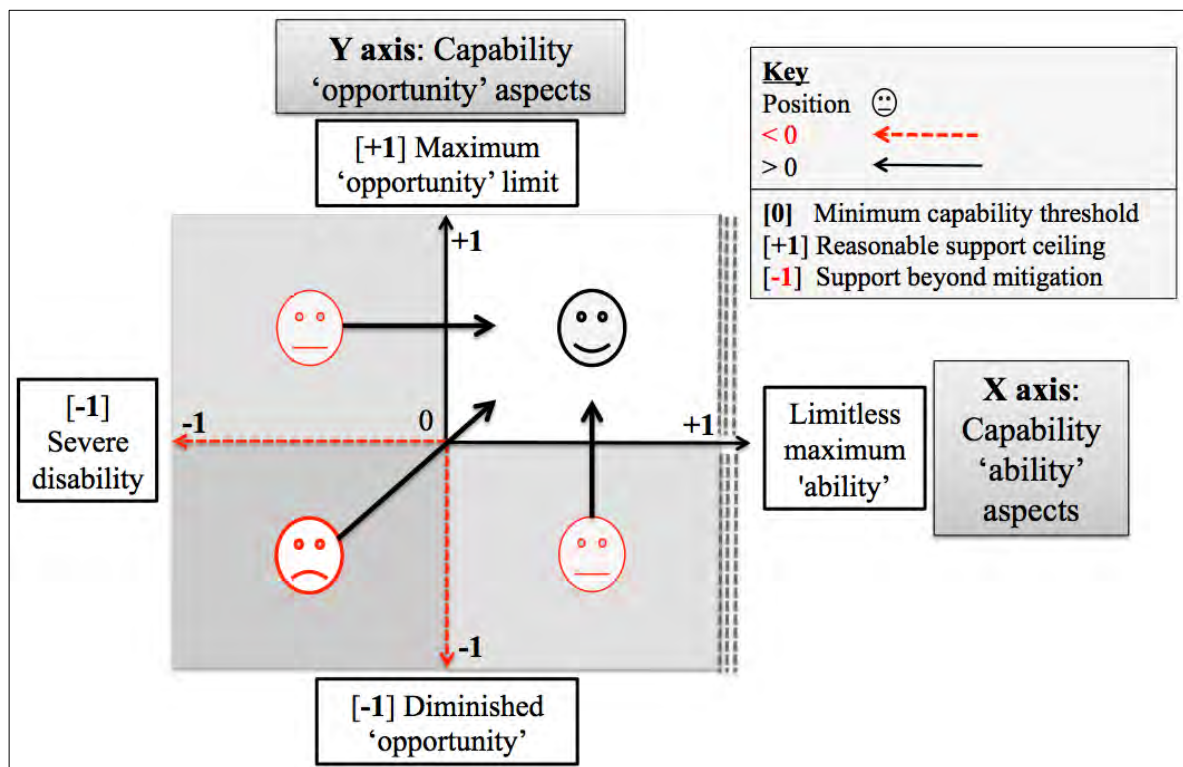 Y axis: Capability
‘opportunity’ aspects
[+1] Maximum
‘opportunity’ limit
Key
Position
< 0
> 0
[0] Minimum capability threshold
[+1] Reasonable support ceiling
[-1] Support beyond mitigation
+1
[-1]
Severe
disability
-1
0
+1
Limitless
maximum
'ability’
X axis:
Capability
‘ability’
aspects
-1
[-1] Diminished
‘opportunity’